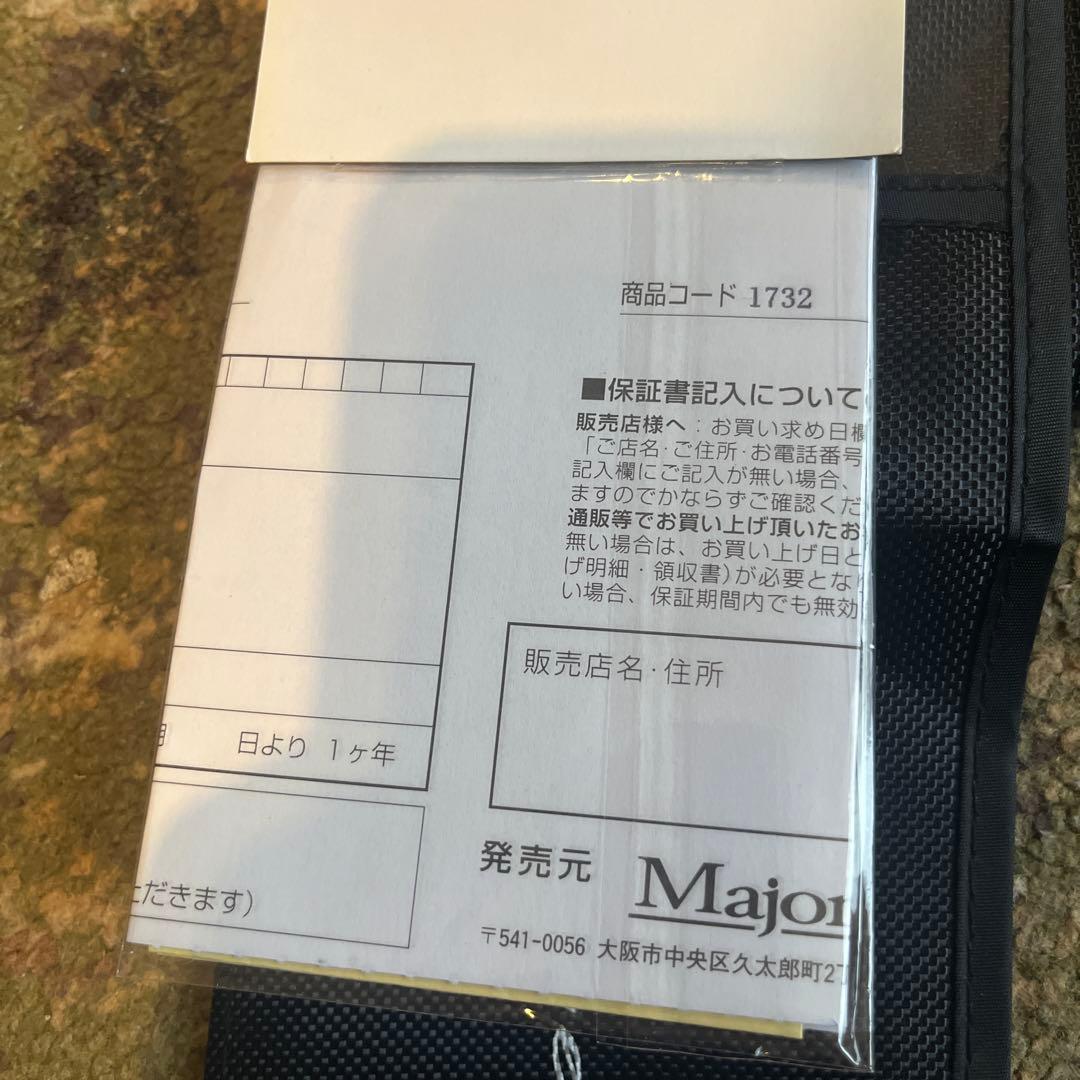 商品コード 1732
■保証書記入について
販売店様へ：お買い求め日欄
「ご店名·ご住所·お電話番号
記入欄にご記入が無い場合、
ますのでかならずご確認くだ
通販等でお買い上げ頂いたお
無い場合は、お買い上げ日と
げ明細・領収書)が必要とな
い場合、保証期間内でも無効
販売店名·住所
日より 1ヶ年
ただきます)
発売元 Major
〒541-0056 大阪市中央区久太郎町2丁